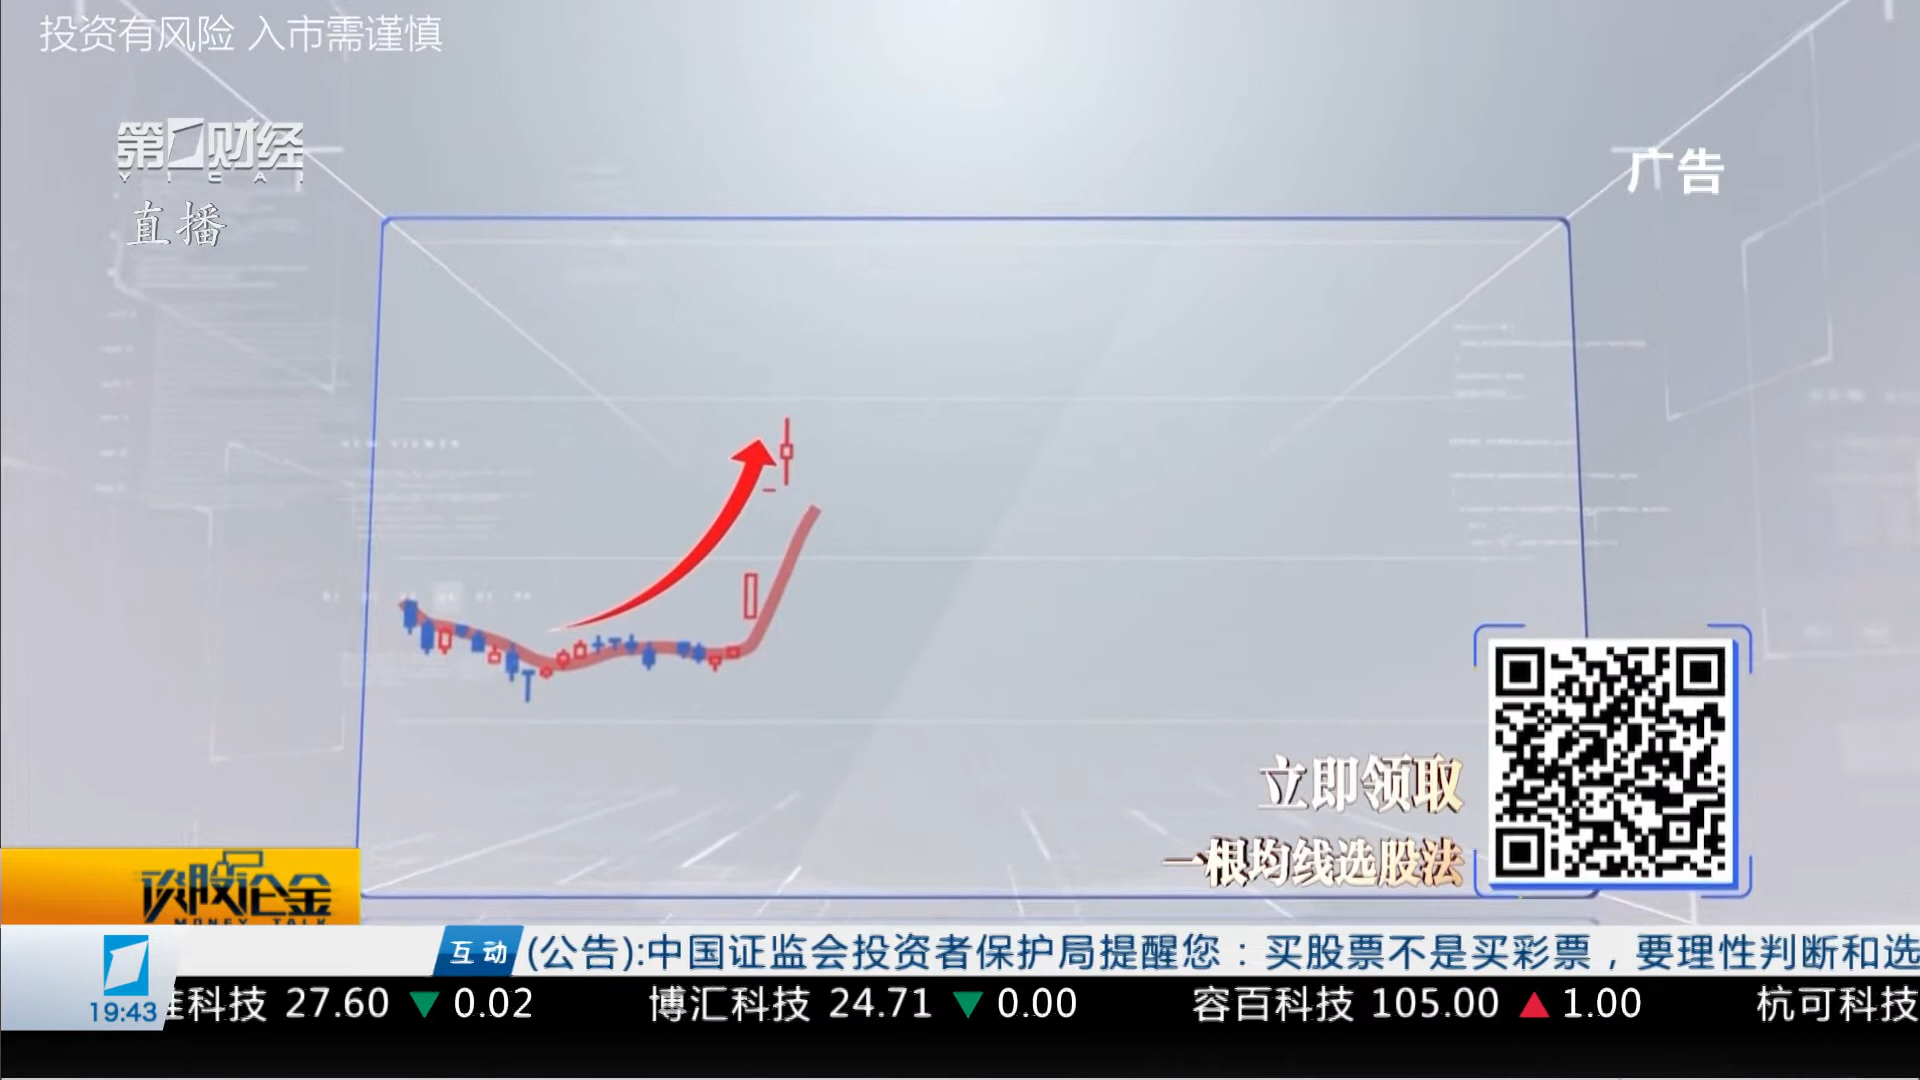 投资有风险 入市需谨慎
第一财经
YICAI
广告
直播
立即领取
一根均线选股法
谈股论金
MONEY TALK
互动 (公告):中国证监会投资者保护局提醒您：买股票不是买彩票，要理性判断和选
19:43
科技 27.60 ▼ 0.02 博汇科技 24.71 ▼ 0.00 容百科技 105.00 ▲ 1.00 杭可科技